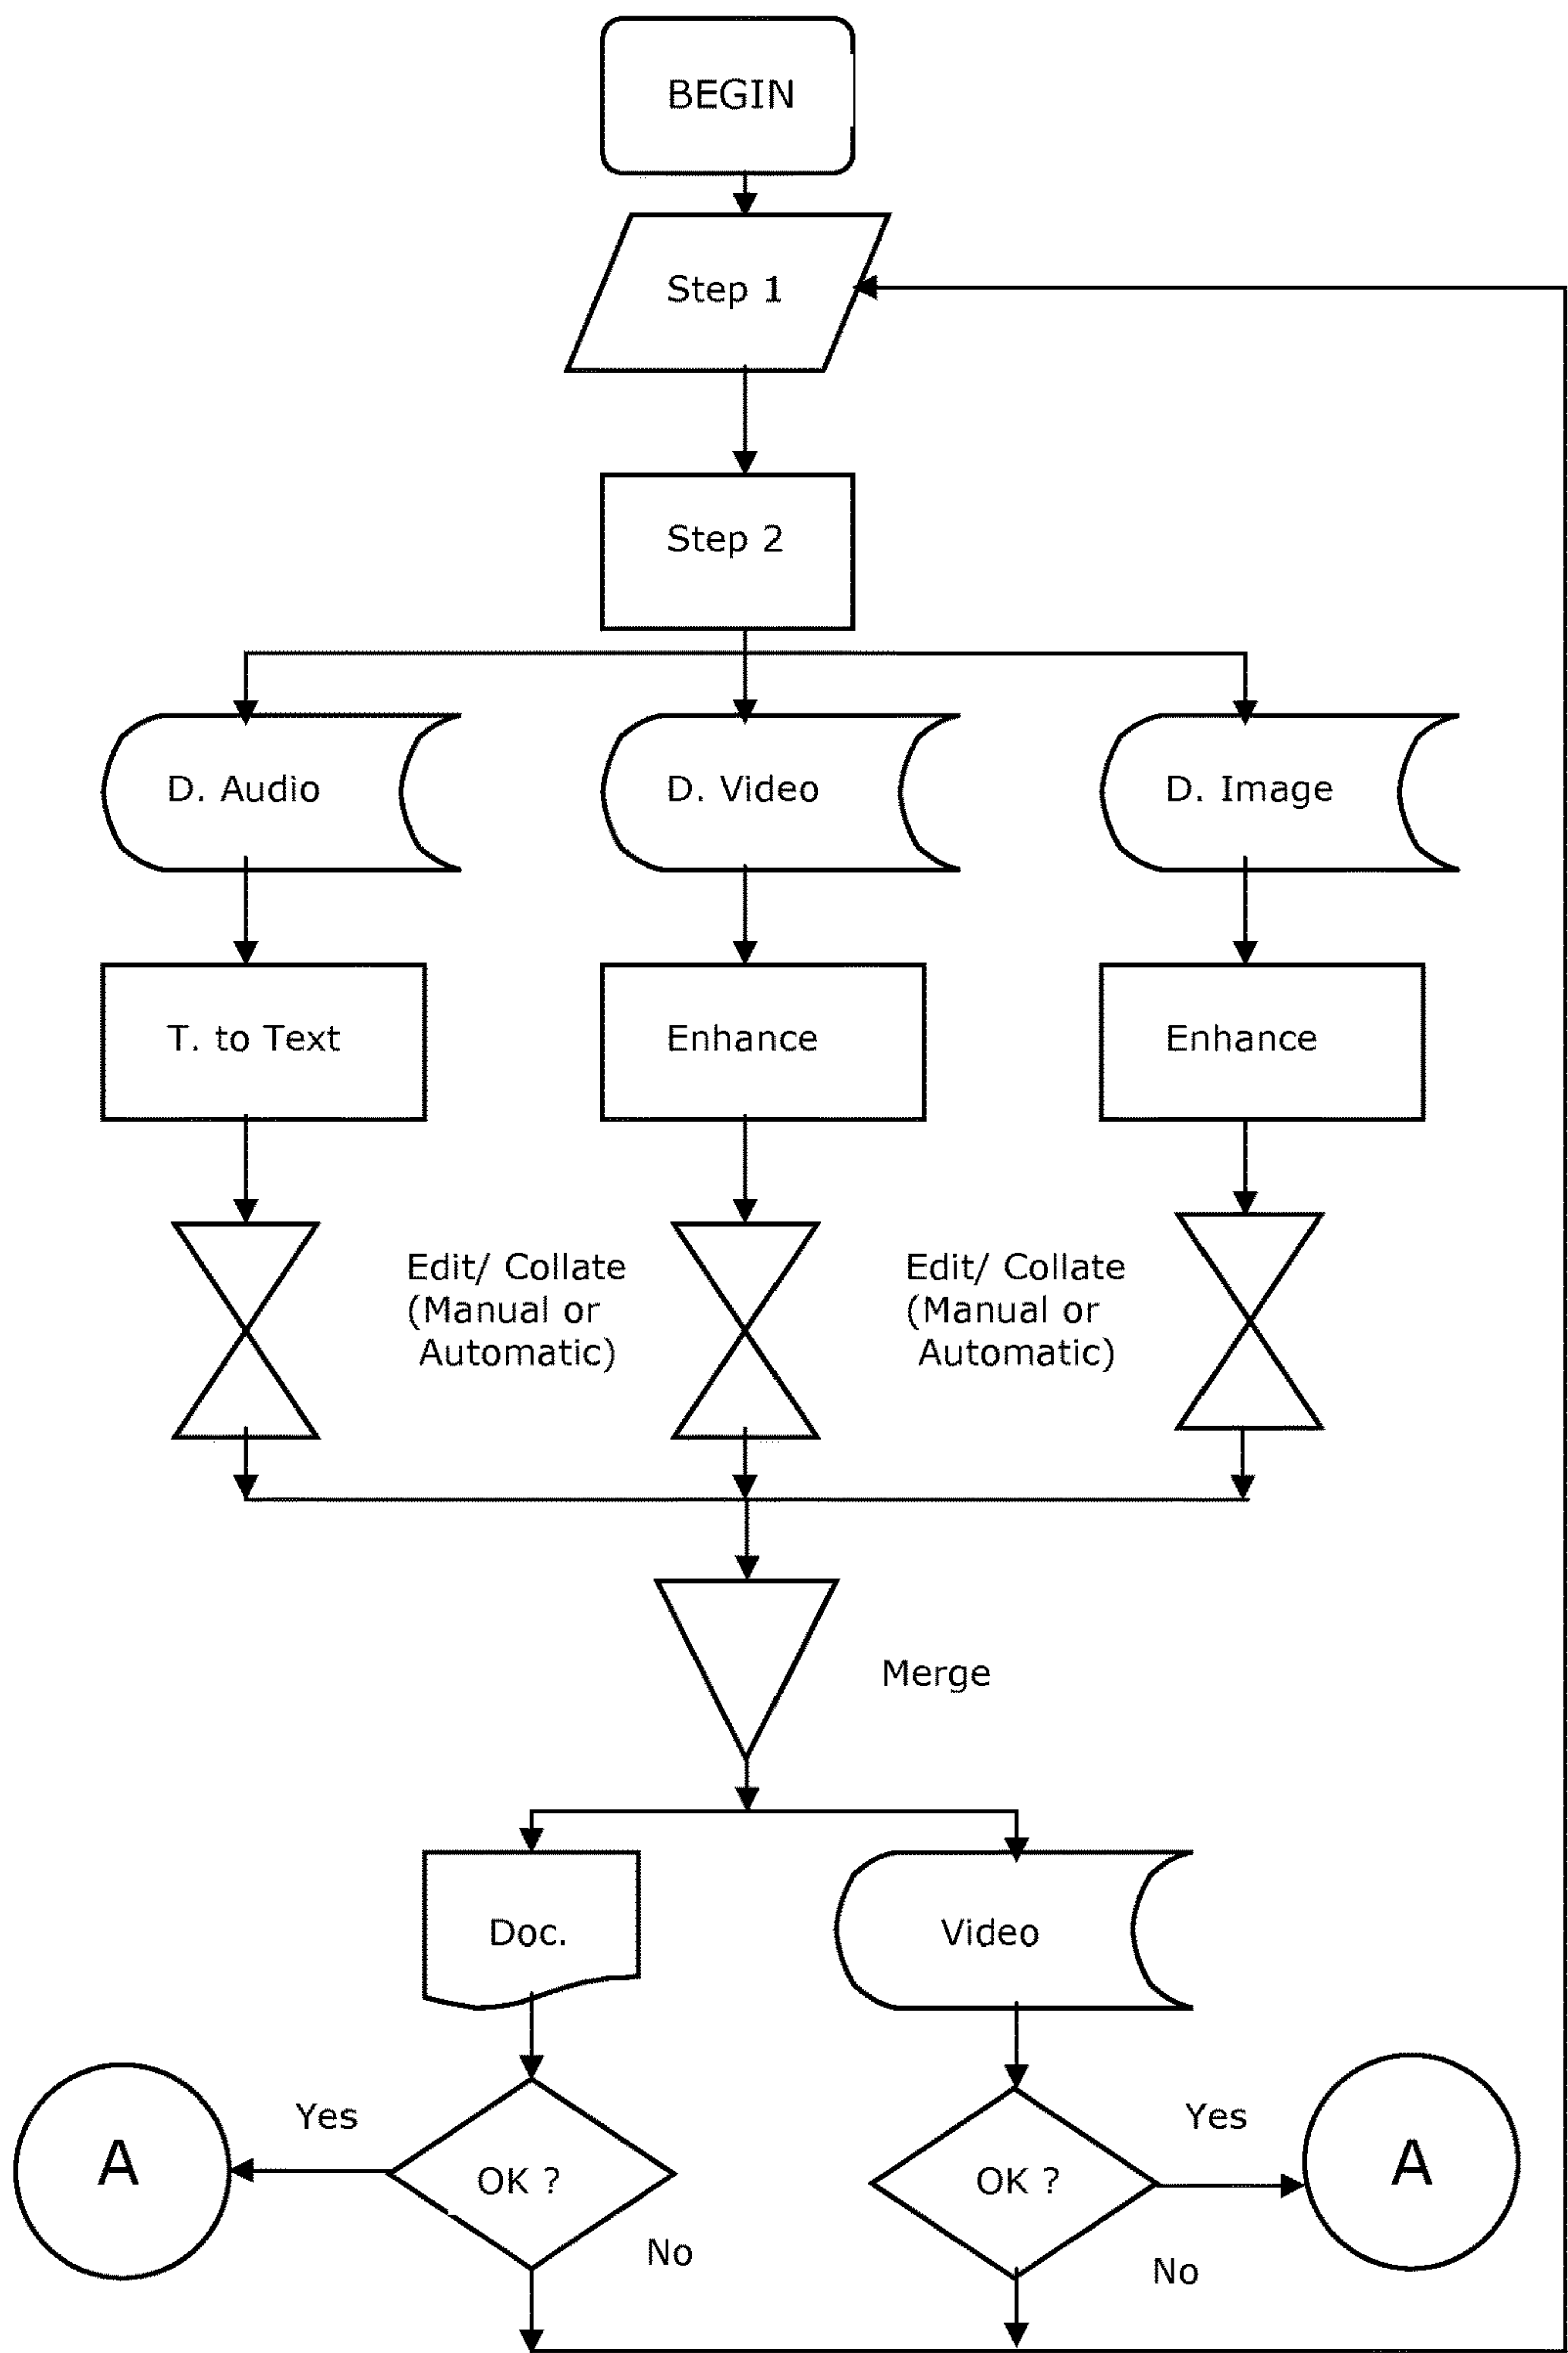 BEGIN
Step 1
Step 2
D. Audio
D. Video
D. Image
T. to Text
Enhance
Enhance
Edit/ Collate
(Manual or
Automatic)
Edit/ Collate
(Manual or
Automatic)
Merge
Doc.
Video
A
Yes
OK ?
No
OK ?
Yes
No
A